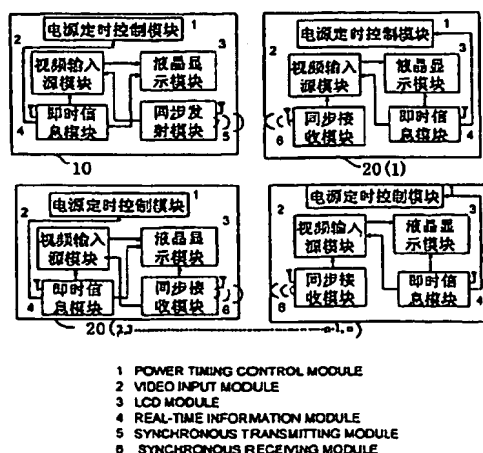 电源定时控制模块 1
2 3
视频输入源模块
液晶显示模块
4 即时信息模块
同步发射模块 5
10
电源定时控制模块
1
2 3
视频输入源模块
液晶显示模块
6 同步接收模块
即时信息模块 4
20(1)
电源定时控制模块 1
2 3
视频输入源模块
液晶显示模块
4 即时信息模块
同步接收模块 6
20(2,3 n-1,n)
电源定时控制模块 1
2 3
视频输入源模块
液晶显示模块
6 同步接收模块
即时信息模块 4
1 POWER TIMING CONTROL MODULE
2 VIDEO INPUT MODULE
3 LCD MODULE
4 REAL-TIME INFORMATION MODULE
5 SYNCHRONOUS TRANSMITTING MODULE
6 SYNCHRONOUS RECEIVING MODULE